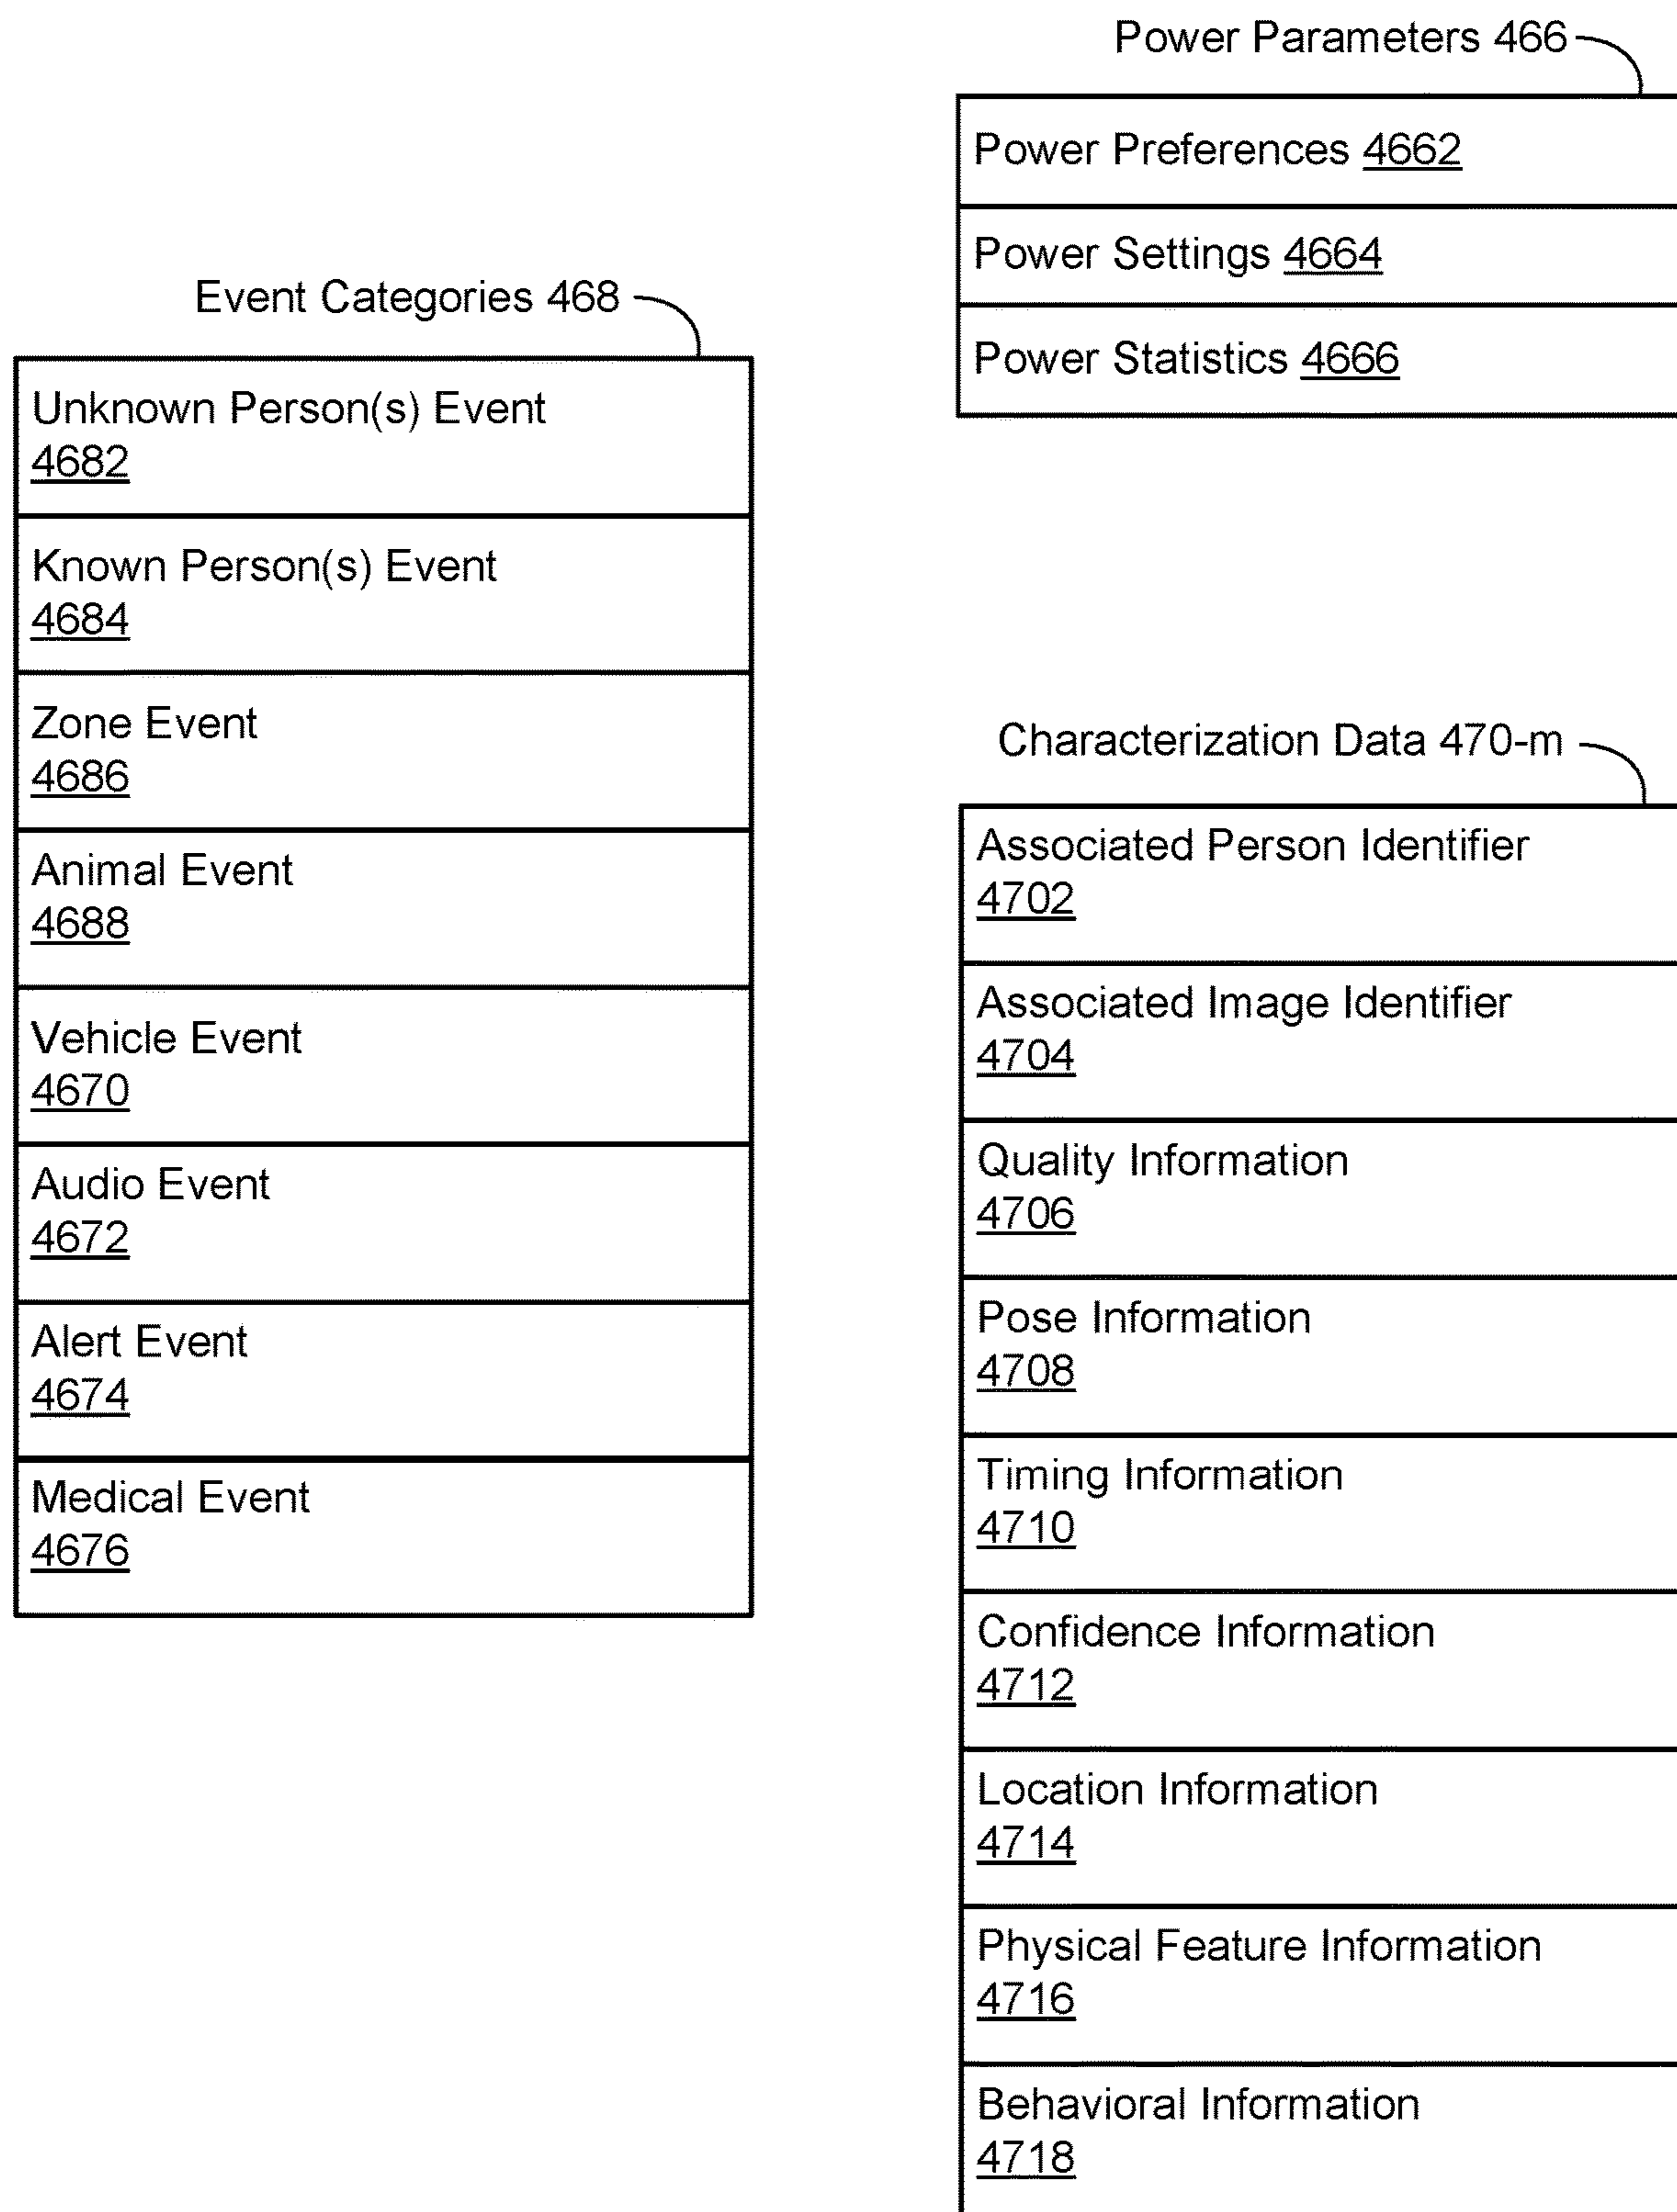 Power Parameters 466
Power Preferences 4662
Power Settings 4664
Power Statistics 4666
Event Categories 468
Unknown Person(s) Event
4682
Known Person(s) Event
4684
Zone Event
4686
Animal Event
4688
Vehicle Event
4670
Audio Event
4672
Alert Event
4674
Medical Event
4676
Characterization Data 470-m
Associated Person Identifier
4702
Associated Image Identifier
4704
Quality Information
4706
Pose Information
4708
Timing Information
4710
Confidence Information
4712
Location Information
4714
Physical Feature Information
4716
Behavioral Information
4718